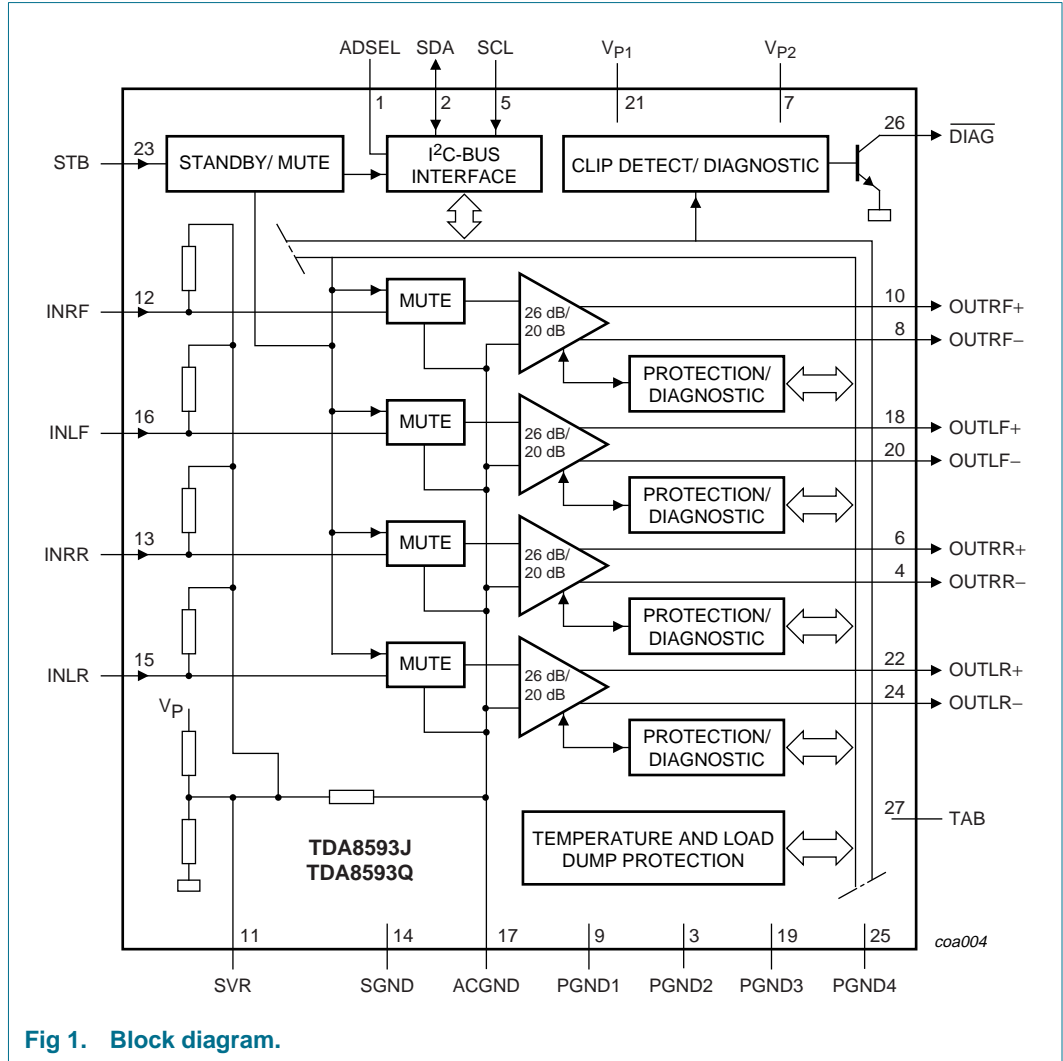 ADSEL SDA SCL VP1 VP2
1 2 5 21 7
26 DIAG
STB 23 STANDBY/ MUTE
I2C-BUS
INTERFACE
CLIP DETECT/ DIAGNOSTIC
INRF 12 MUTE 26 dB/
20 dB
10 OUTRF+
8 OUTRF−
PROTECTION/
DIAGNOSTIC
INLF 16 MUTE 26 dB/
20 dB
18 OUTLF+
20 OUTLF−
PROTECTION/
DIAGNOSTIC
INRR 13 MUTE 26 dB/
20 dB
6 OUTRR+
4 OUTRR−
PROTECTION/
DIAGNOSTIC
INLR 15 MUTE 26 dB/
20 dB
22 OUTLR+
24 OUTLR−
PROTECTION/
DIAGNOSTIC
VP
27 TAB
TDA8593J
TDA8593Q
TEMPERATURE AND LOAD
DUMP PROTECTION
11 14 17 9 3 19 25
coa004
SVR SGND ACGND PGND1 PGND2 PGND3 PGND4
Fig 1. Block diagram.